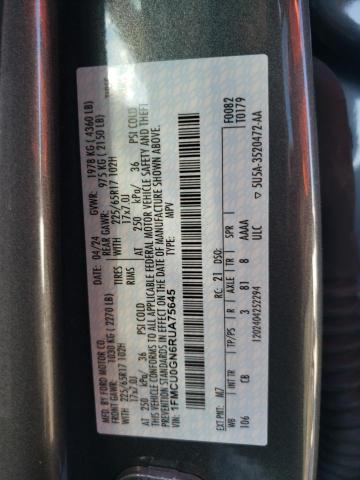 MFD. BY FORD MOTOR CO.
04/24 GVWR: 1978 KG ( 4360 LB)
FRONT GAWR: 1030 KG ( 2270 LB) REAR GAWR: 975 KG ( 2150 LB)
WITH 225/65R17 102H TIRES WITH 225/65R17 102H
17x7.0J RIMS 17x7.0J
AT 250 kPa/ 36 PSI COLD AT 250 kPa/ 36 PSI COLD
THIS VEHICLE CONFORMS TO ALL APPLICABLE FEDERAL MOTOR VEHICLE SAFETY AND THEFT
PREVENTION STANDARDS IN EFFECT ON THE DATE OF MANUFACTURE SHOWN ABOVE.
VIN: 1FMCU0GN6RUA75645
TYPE: MPV
F0082
T0179
EXT PNT: M7 RC: 21 DSO:
WB INT TR TP/PS R AXLE TR SPR
106 CB 3 81 8 AAAA
ULC
1202404252294
5U5A-3520472-AA